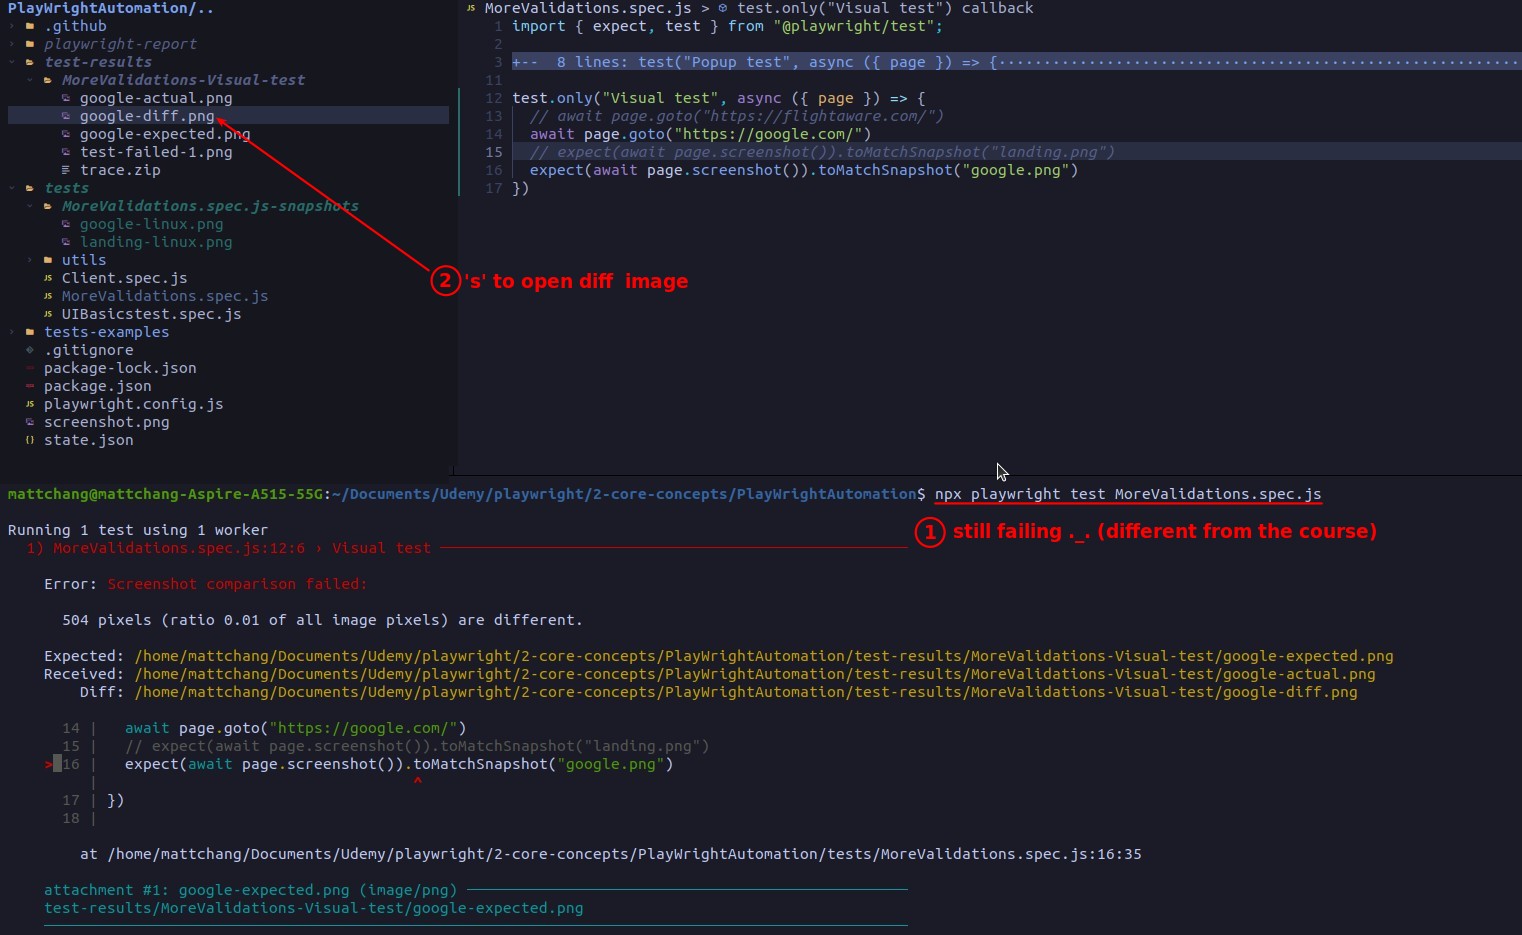 PlayWrightAutomation/..
.github
playwright-report
test-results
MoreValidations-Visual-test
google-actual.png
google-diff.png
google-expected.png
test-failed-1.png
trace.zip
tests
MoreValidations.spec.js-snapshots
google-linux.png
landing-linux.png
utils
JS Client.spec.js
JS MoreValidations.spec.js
JS UIBasicstest.spec.js
tests-examples
.gitignore
package-lock.json
package.json
JS playwright.config.js
screenshot.png
{} state.json
JS MoreValidations.spec.js > test.only("Visual test") callback
1 import { expect, test } from "@playwright/test";
2
3 +--  8 lines: test("Popup test", async ({ page }) => {··························································
11
12 test.only("Visual test", async ({ page }) => {
13   // await page.goto("https://flightaware.com/")
14   await page.goto("https://google.com/")
15   // expect(await page.screenshot()).toMatchSnapshot("landing.png")
16   expect(await page.screenshot()).toMatchSnapshot("google.png")
17 })
2 's' to open diff  image
mattchang@mattchang-Aspire-A515-55G:~/Documents/Udemy/playwright/2-core-concepts/PlayWrightAutomation$ npx playwright test MoreValidations.spec.js
1 still failing ._. (different from the course)
Running 1 test using 1 worker
1) MoreValidations.spec.js:12:6 › Visual test ────────────────────────────────────────────────────
Error: Screenshot comparison failed:
504 pixels (ratio 0.01 of all image pixels) are different.
Expected: /home/mattchang/Documents/Udemy/playwright/2-core-concepts/PlayWrightAutomation/test-results/MoreValidations-Visual-test/google-expected.png
Received: /home/mattchang/Documents/Udemy/playwright/2-core-concepts/PlayWrightAutomation/test-results/MoreValidations-Visual-test/google-actual.png
Diff: /home/mattchang/Documents/Udemy/playwright/2-core-concepts/PlayWrightAutomation/test-results/MoreValidations-Visual-test/google-diff.png
14 |   await page.goto("https://google.com/")
15 |   // expect(await page.screenshot()).toMatchSnapshot("landing.png")
> 16 |   expect(await page.screenshot()).toMatchSnapshot("google.png")
|                                   ^
17 | })
18 |
at /home/mattchang/Documents/Udemy/playwright/2-core-concepts/PlayWrightAutomation/tests/MoreValidations.spec.js:16:35
attachment #1: google-expected.png (image/png) ─────────────────────────────────────────────────
test-results/MoreValidations-Visual-test/google-expected.png